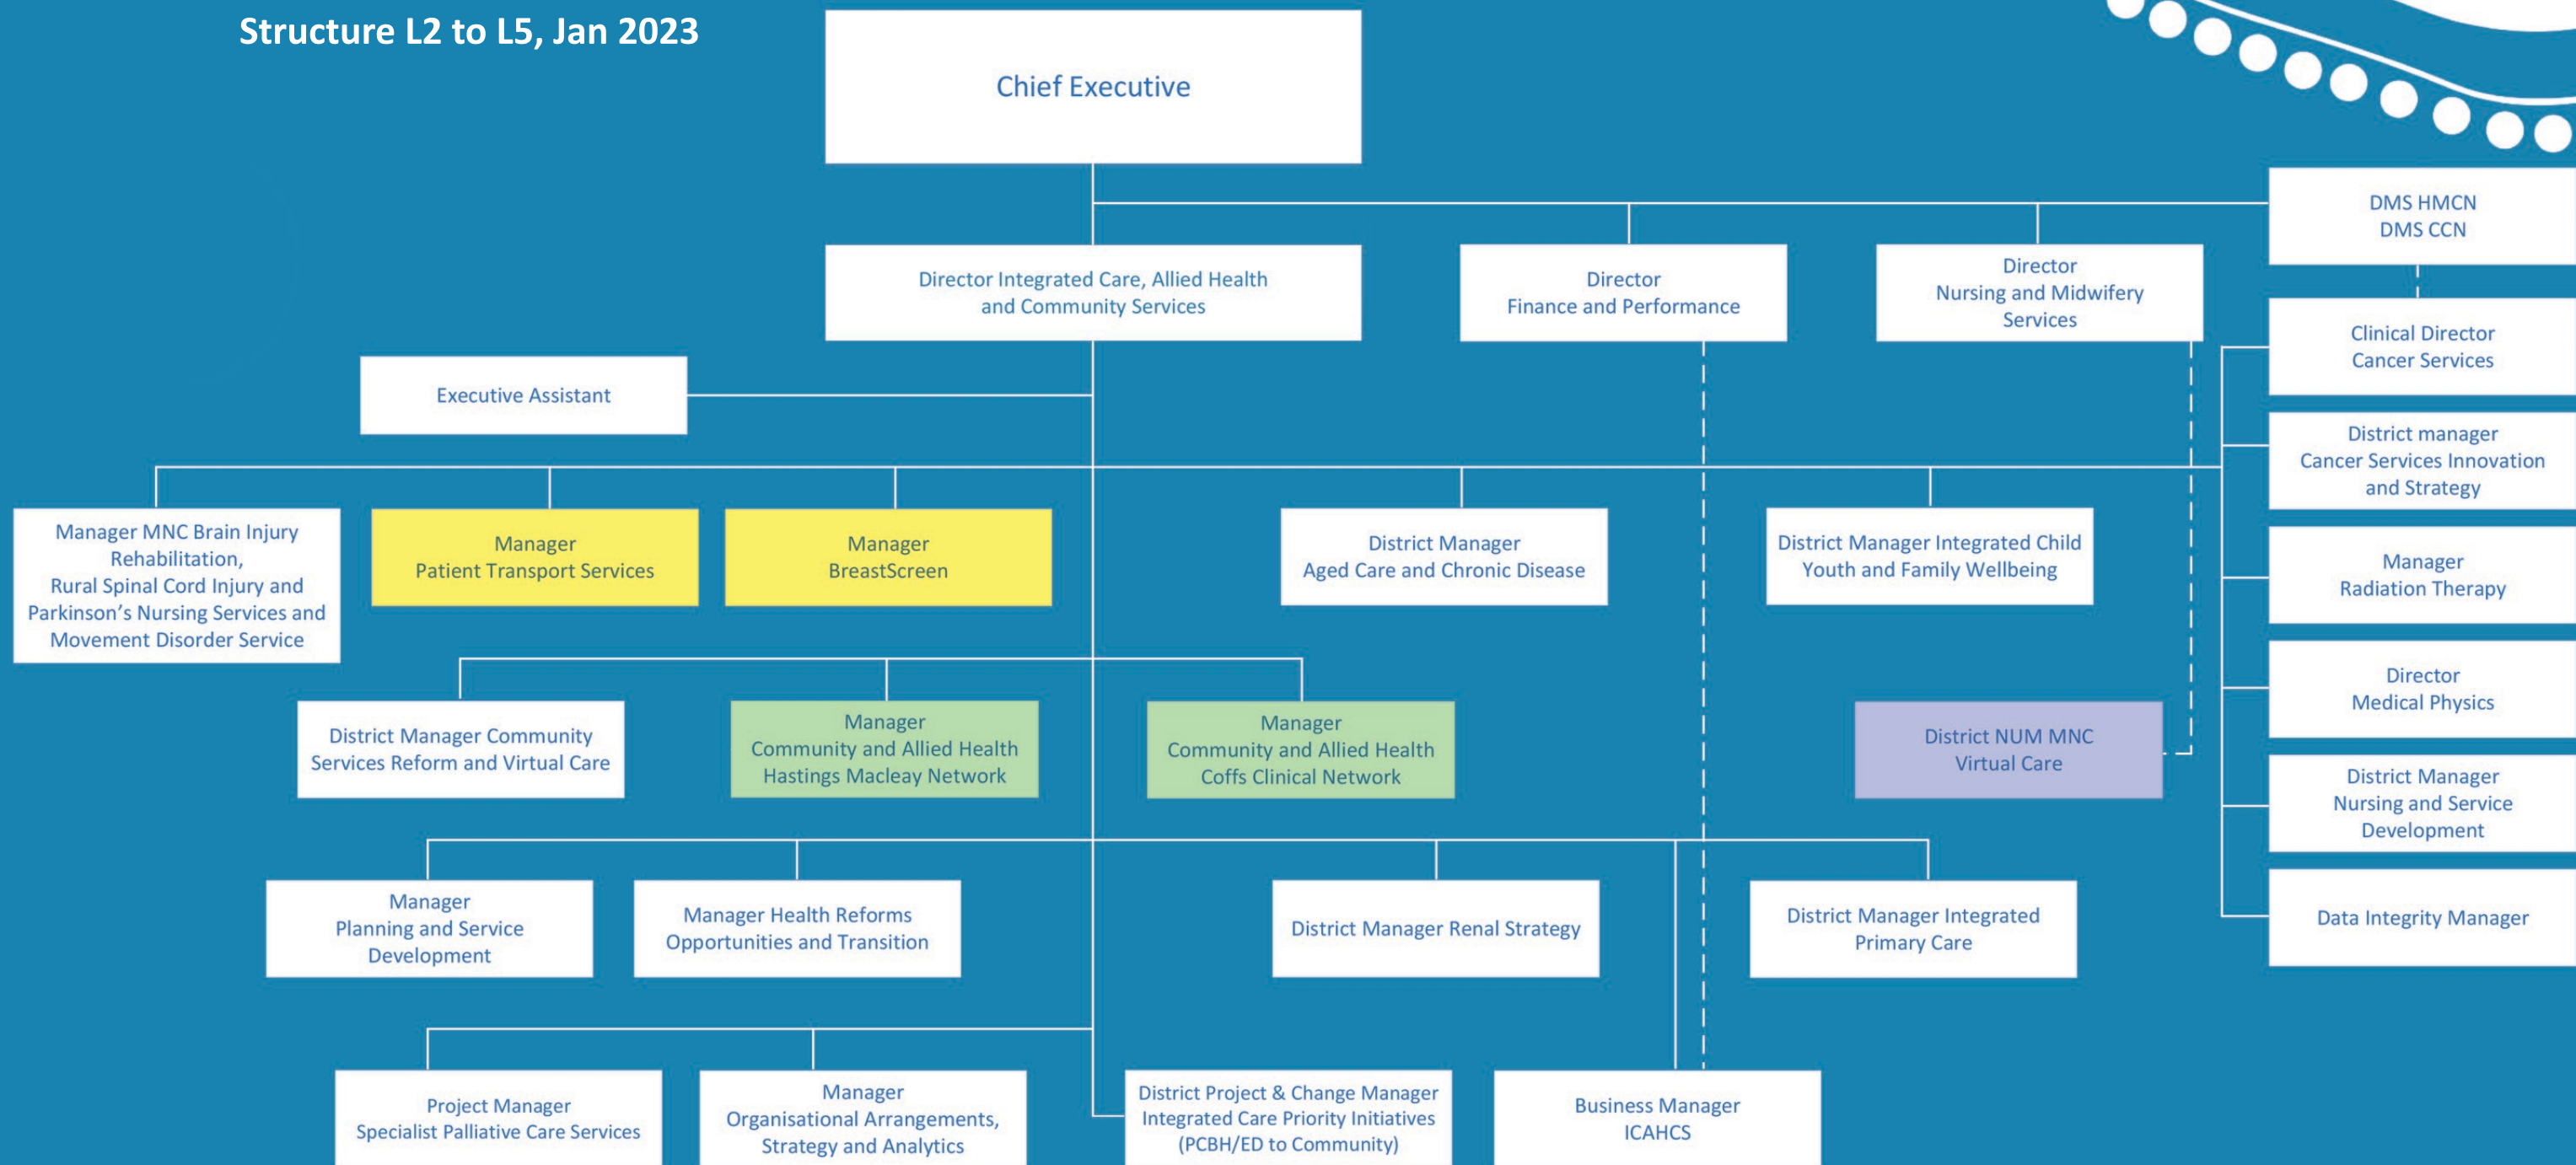 Structure L2 to L5, Jan 2023
Chief Executive
DMS HMCN
DMS CCN
Director Integrated Care, Allied Health
and Community Services
Director
Finance and Performance
Director
Nursing and Midwifery
Services
Clinical Director
Cancer Services
Executive Assistant
District manager
Cancer Services Innovation
and Strategy
Manager MNC Brain Injury
Rehabilitation,
Rural Spinal Cord Injury and
Parkinson's Nursing Services and
Movement Disorder Service
Manager
Patient Transport Services
Manager
BreastScreen
District Manager
Aged Care and Chronic Disease
District Manager Integrated Child
Youth and Family Wellbeing
Manager
Radiation Therapy
Director
Medical Physics
District Manager Community
Services Reform and Virtual Care
Manager
Community and Allied Health
Hastings Macleay Network
Manager
Community and Allied Health
Coffs Clinical Network
District NUM MNC
Virtual Care
District Manager
Nursing and Service
Development
Manager
Planning and Service
Development
Manager Health Reforms
Opportunities and Transition
District Manager Renal Strategy
District Manager Integrated
Primary Care
Data Integrity Manager
Project Manager
Specialist Palliative Care Services
Manager
Organisational Arrangements,
Strategy and Analytics
District Project & Change Manager
Integrated Care Priority Initiatives
(PCBH/ED to Community)
Business Manager
ICAHCS